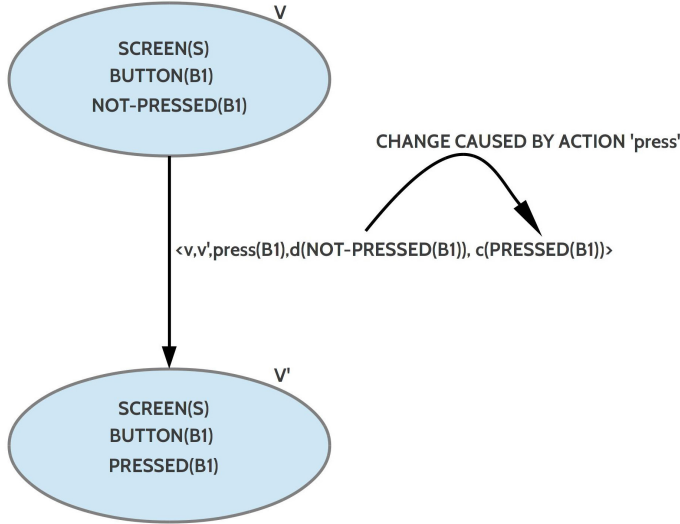 V
SCREEN(S)
BUTTON(B1)
NOT-PRESSED(B1)
CHANGE CAUSED BY ACTION 'press'
<v,v',press(B1),d(NOT-PRESSED(B1)), c(PRESSED(B1))>
V'
SCREEN(S)
BUTTON(B1)
PRESSED(B1)